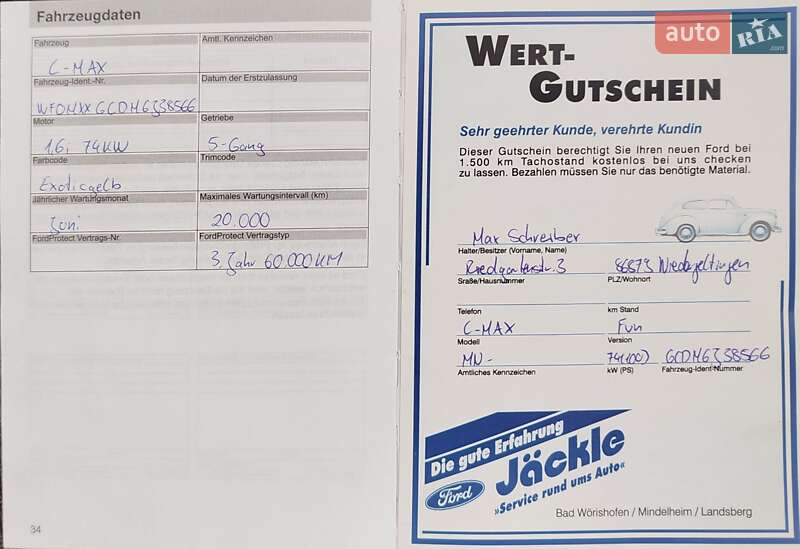 Fahrzeugdaten
Fahrzeug
Amtl. Kennzeichen
C-MAX
Fahrzeug-Ident.-Nr.
Datum der Erstzulassung
WFOMXXGCDM6J38566
Motor
Getriebe
1,6, 74KW
5-Gang
Farbcode
Trimcode
Exoticgelb
Jährlicher Wartungsmonat
Maximales Wartungsintervall (km)
Juni
20.000
FordProtect Vertrags-Nr.
FordProtect Vertragstyp
3. Jahr 60.000 KM
34
auto RIA .com
WERT-
GUTSCHEIN
Sehr geehrter Kunde, verehrte Kundin
Dieser Gutschein berechtigt Sie Ihren neuen Ford bei
1.500 km Tachostand kostenlos bei uns checken
zu lassen. Bezahlen müssen Sie nur das benötigte Material.
Max Schreiber
Halter/Besitzer (Vorname, Name)
3 86879
Sraße/Hausnummer PLZ/Wohnort
Telefon km Stand
C-MAX Fun
Modell Version
MN- 74(100) GCDM6J38566
Amtliches Kennzeichen kW (PS) Fahrzeug-Ident-Nummer
Die gute Erfahrung
Ford Jäckle
»Service rund ums Auto«
Bad Wörishofen / Mindelheim / Landsberg